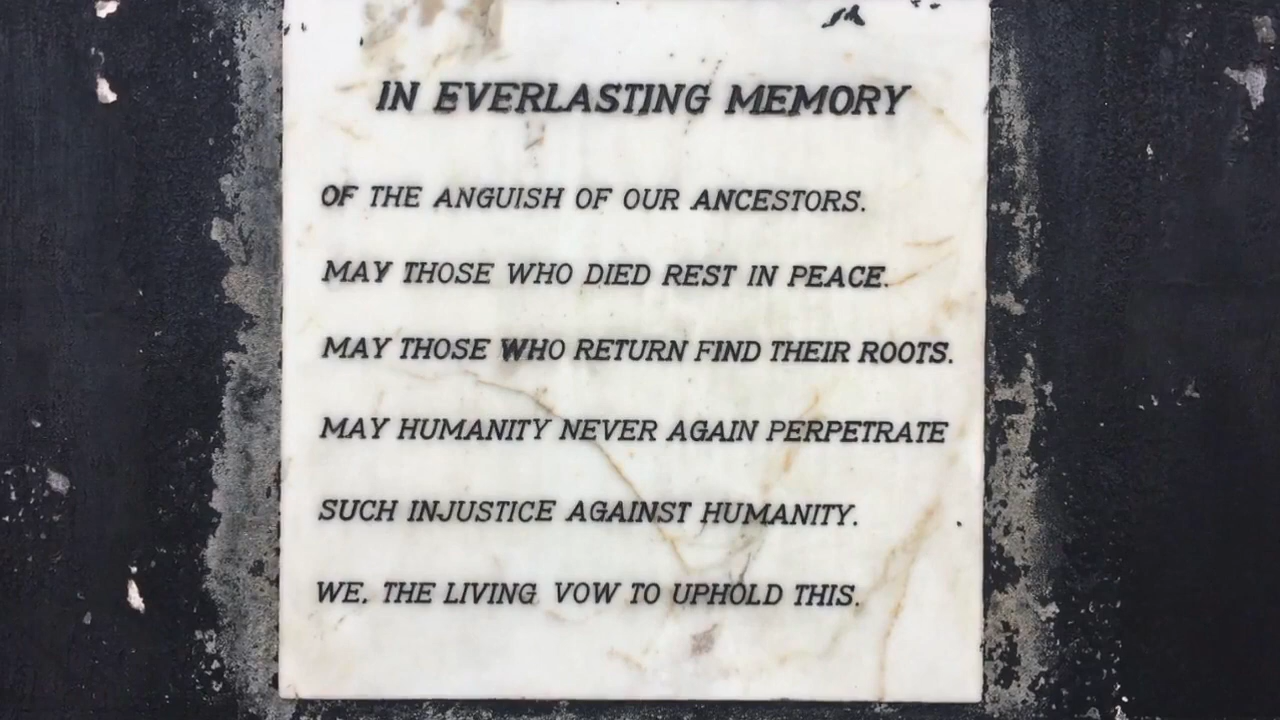 IN EVERLASTING MEMORY
OF THE ANGUISH OF OUR ANCESTORS.
MAY THOSE WHO DIED REST IN PEACE.
MAY THOSE WHO RETURN FIND THEIR ROOTS.
MAY HUMANITY NEVER AGAIN PERPETRATE
SUCH INJUSTICE AGAINST HUMANITY.
WE. THE LIVING VOW TO UPHOLD THIS.